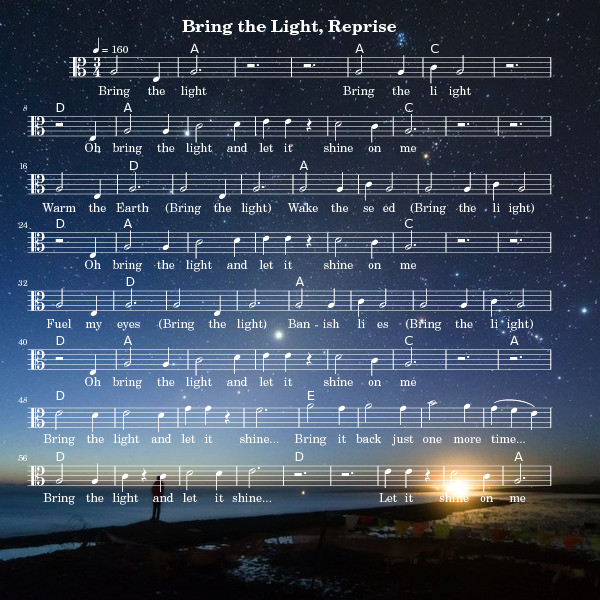 Bring the Light, Reprise
= 160 A A C
3 4
Bring the light Bring the li ight
8 D A C
Oh bring the light and let it shine on me
16 D A
Warm the Earth (Bring the light) Wake the se ed (Bring the li ight)
24 D A C
Oh bring the light and let it shine on me
32 D A
Fuel my eyes (Bring the light) Ban - ish li es (Bring the li ight)
40 D A C A
Oh bring the light and let it shine on me
48 D E
Bring the light and let it shine... Bring it back just one more time...
56 D D A
Bring the light and let it shine... Let it shine on me